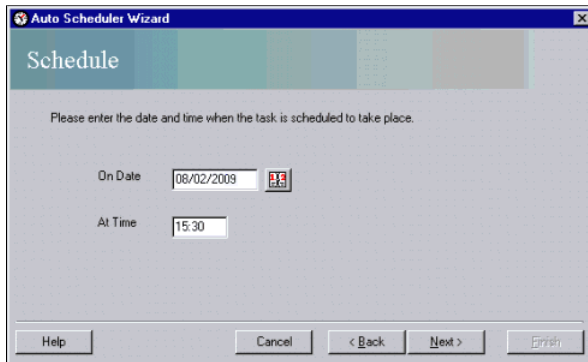 Auto Scheduler Wizard
Schedule
Please enter the date and time when the task is scheduled to take place.
On Date 08/02/2009
At Time 15:30
Help Cancel < Back Next > Finish